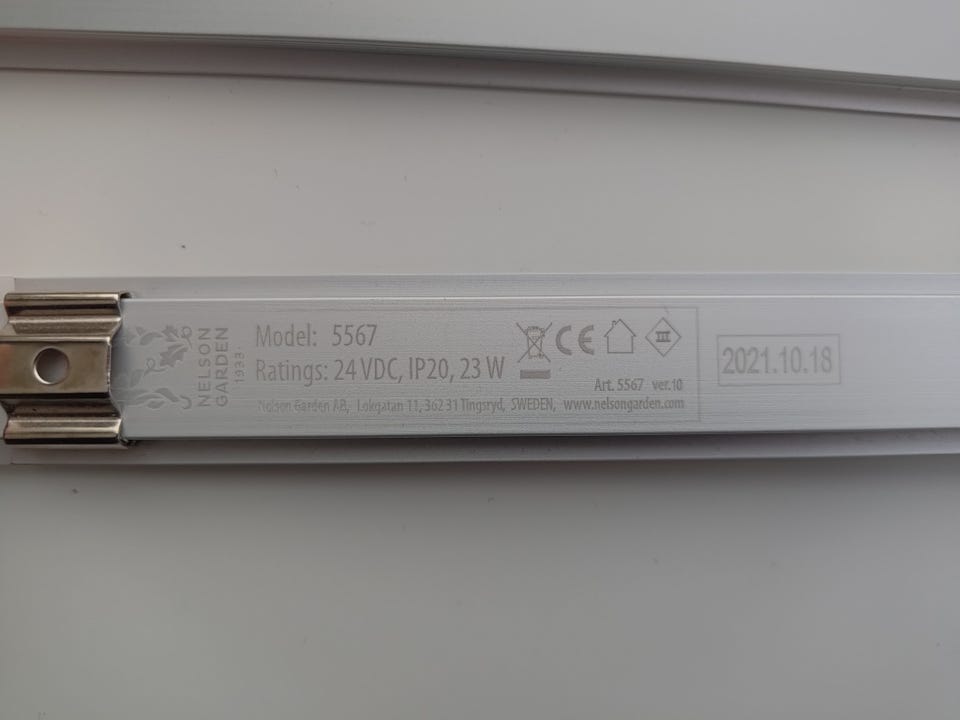 NELSON
GARDEN
1933
Model: 5567
Ratings: 24 VDC, IP20, 23 W
III
Art. 5567 ver.10
Nelson Garden AB, Lokgatan 11, 362 31 Tingsryd, SWEDEN, www.nelsongarden.com
2021.10.18